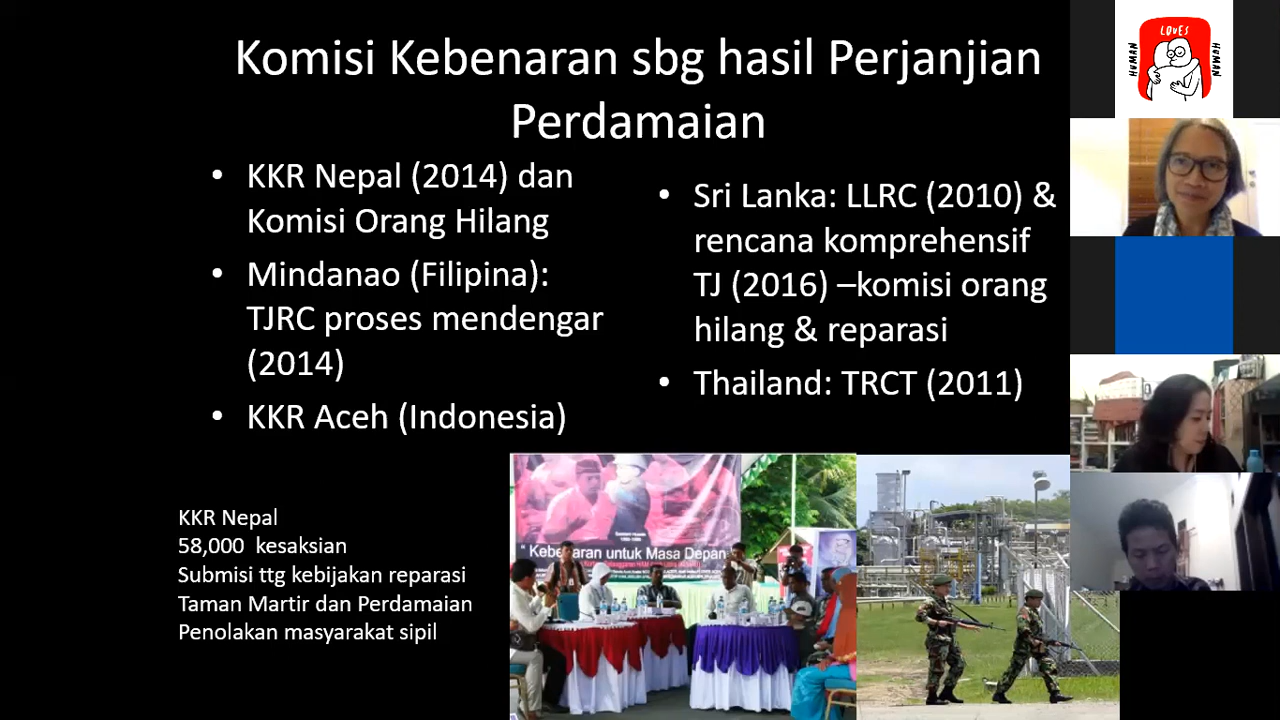 Komisi Kebenaran sbg hasil Perjanjian
Perdamaian
• KKR Nepal (2014) dan
Komisi Orang Hilang
• Mindanao (Filipina):
TJRC proses mendengar
(2014)
• KKR Aceh (Indonesia)
• Sri Lanka: LLRC (2010) &
rencana komprehensif
TJ (2016) –komisi orang
hilang & reparasi
• Thailand: TRCT (2011)
KKR Nepal
58,000 kesaksian
Submisi ttg kebijakan reparasi
Taman Martir dan Perdamaian
Penolakan masyarakat sipil
" Kebenaran untuk Masa Depan
HUMAN
LOVES
HUMAN